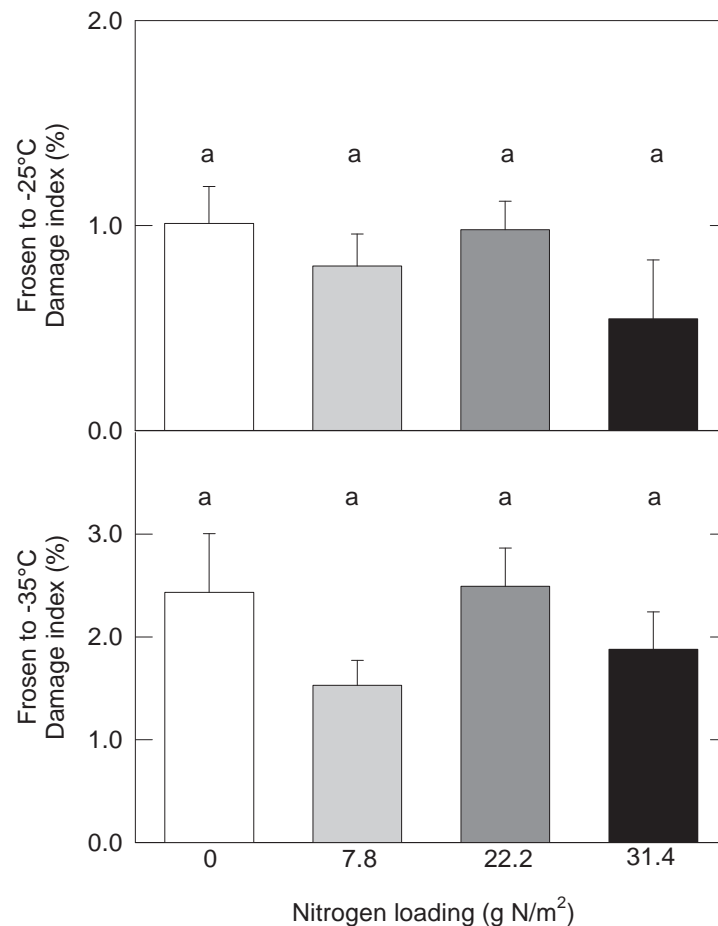 2.0
a a a a
1.0
0.0
Frosen to -25°C
Damage index (%)
a a a a
3.0
2.0
1.0
0.0
Frosen to -35°C
Damage index (%)
0 7.8 22.2 31.4
Nitrogen loading (g N/m²)